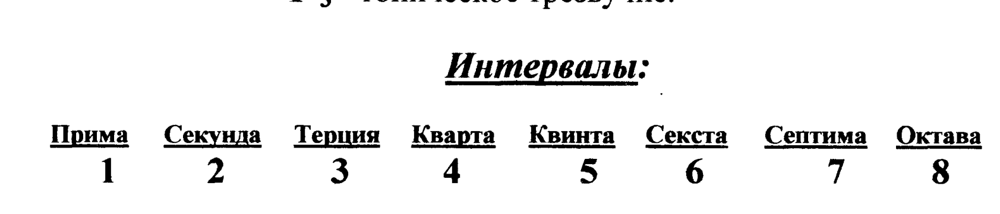 Интервалы:
Прима Секунда Терция Кварта Квинта Секста Септима Октава
1 2 3 4 5 6 7 8